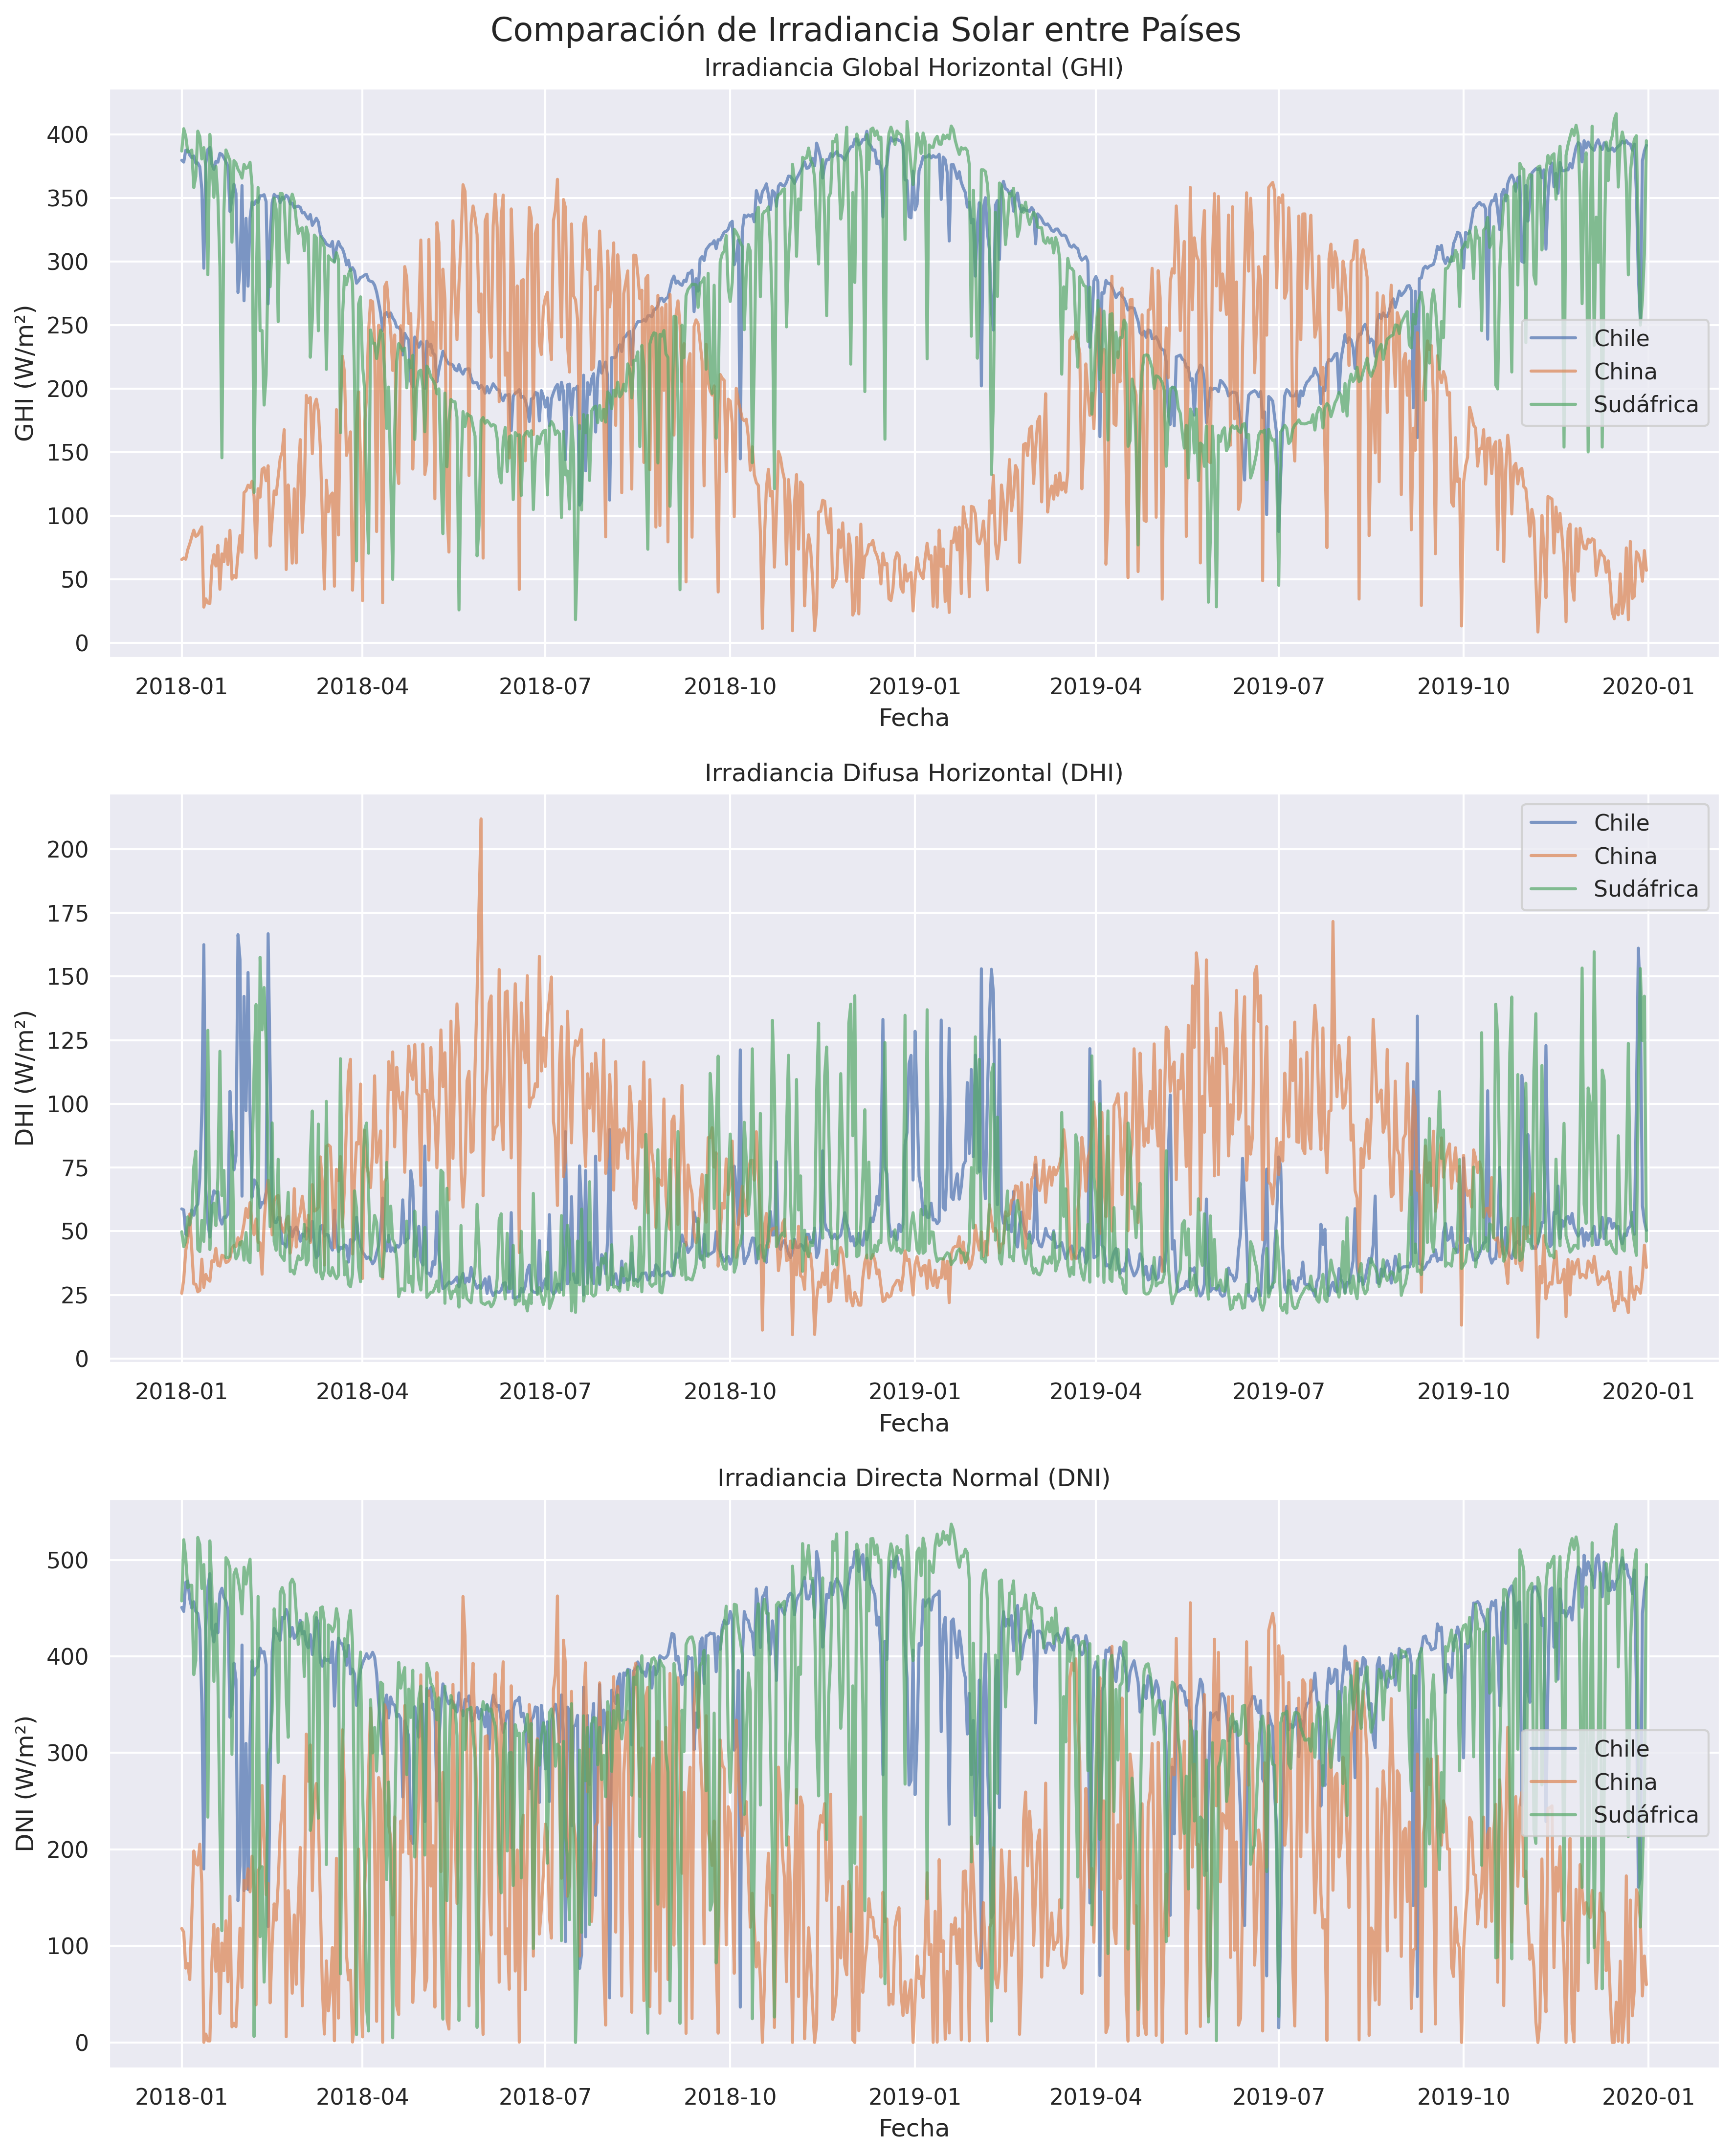 Comparación de Irradiancia Solar entre Países
Irradiancia Global Horizontal (GHI)
GHI (W/m²)
400
350
300
250
200
150
100
50
0
Chile
China
Sudáfrica
2018-01 2018-04 2018-07 2018-10 2019-01 2019-04 2019-07 2019-10 2020-01
Fecha
Irradiancia Difusa Horizontal (DHI)
DHI (W/m²)
200
175
150
125
100
75
50
25
0
Chile
China
Sudáfrica
2018-01 2018-04 2018-07 2018-10 2019-01 2019-04 2019-07 2019-10 2020-01
Fecha
Irradiancia Directa Normal (DNI)
DNI (W/m²)
500
400
300
200
100
0
Chile
China
Sudáfrica
2018-01 2018-04 2018-07 2018-10 2019-01 2019-04 2019-07 2019-10 2020-01
Fecha